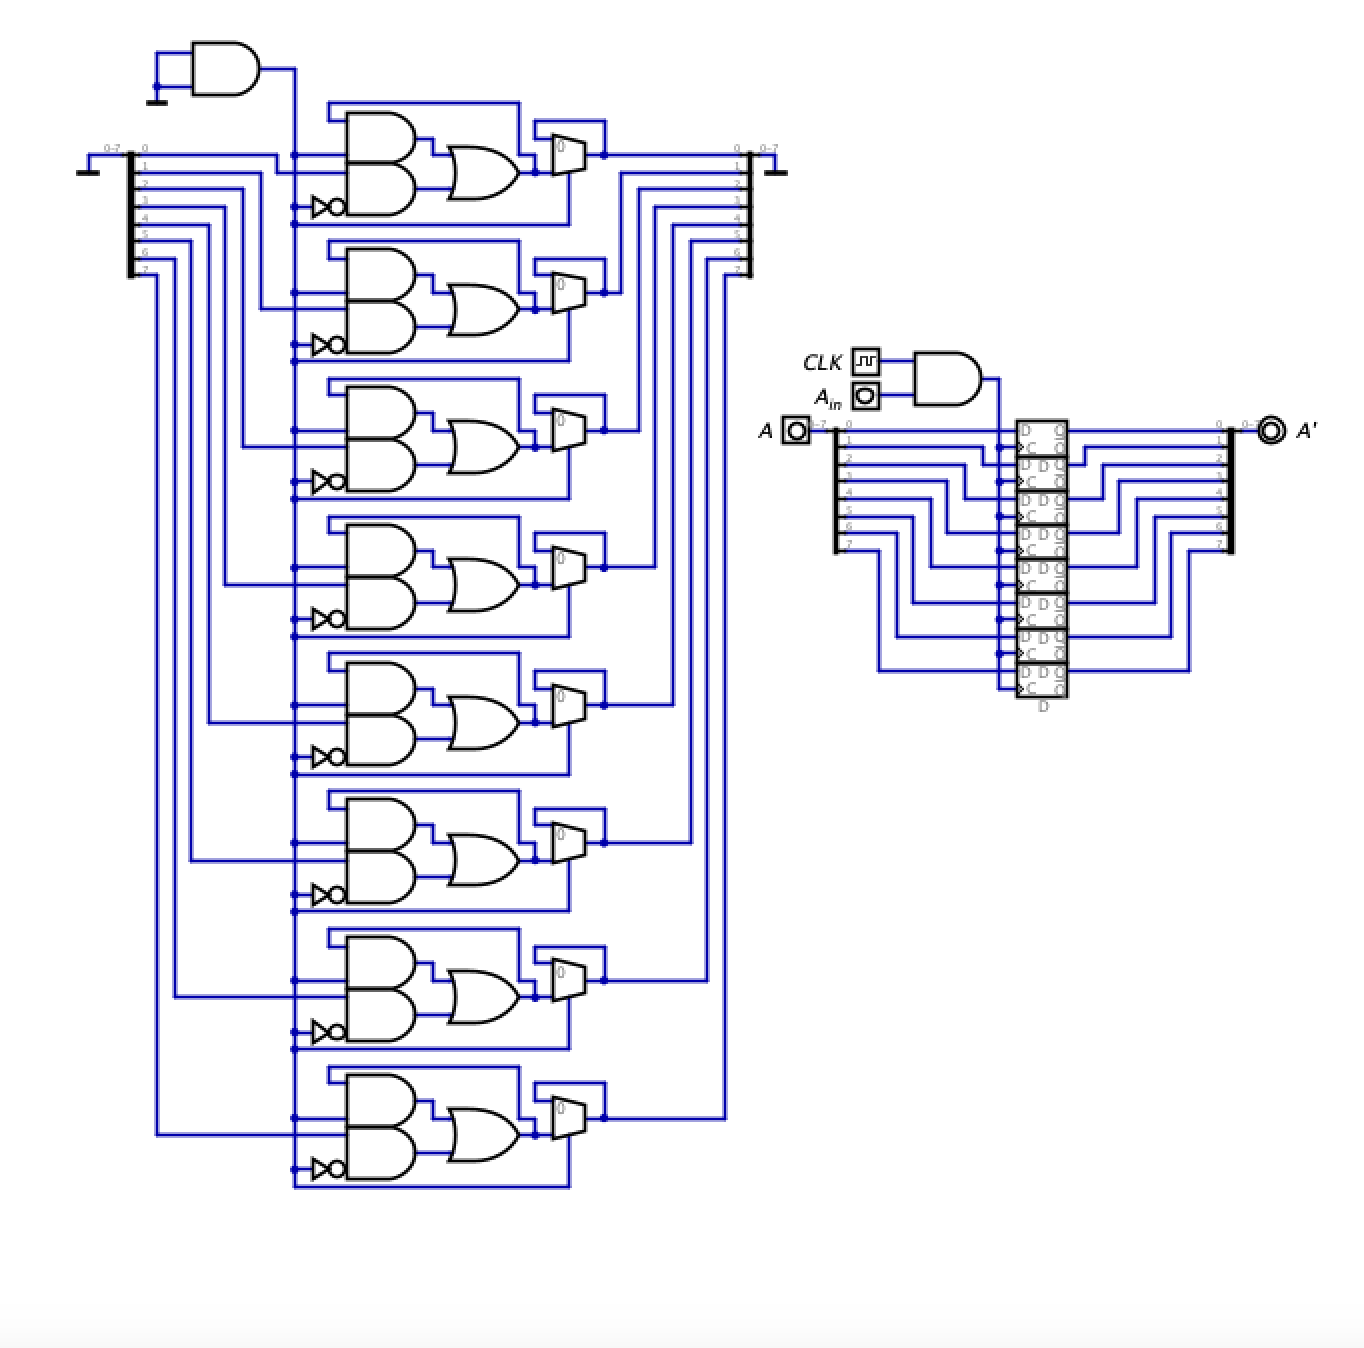 0-7 0 0 0-7
1 1
2 2
3 3
4 4
5 5
6 6
7 7
0
0
0
0
0
0
0
0
CLK
A_in
A 0-7 0 D Q 0 0-7 A'
1 C Q 1
2 D D Q 2
3 C Q 3
4 D D Q 4
5 C Q 5
6 D D Q 6
7 C Q 7
D D Q
C Q
D D Q
C Q
D D Q
C Q
D D Q
C Q
D